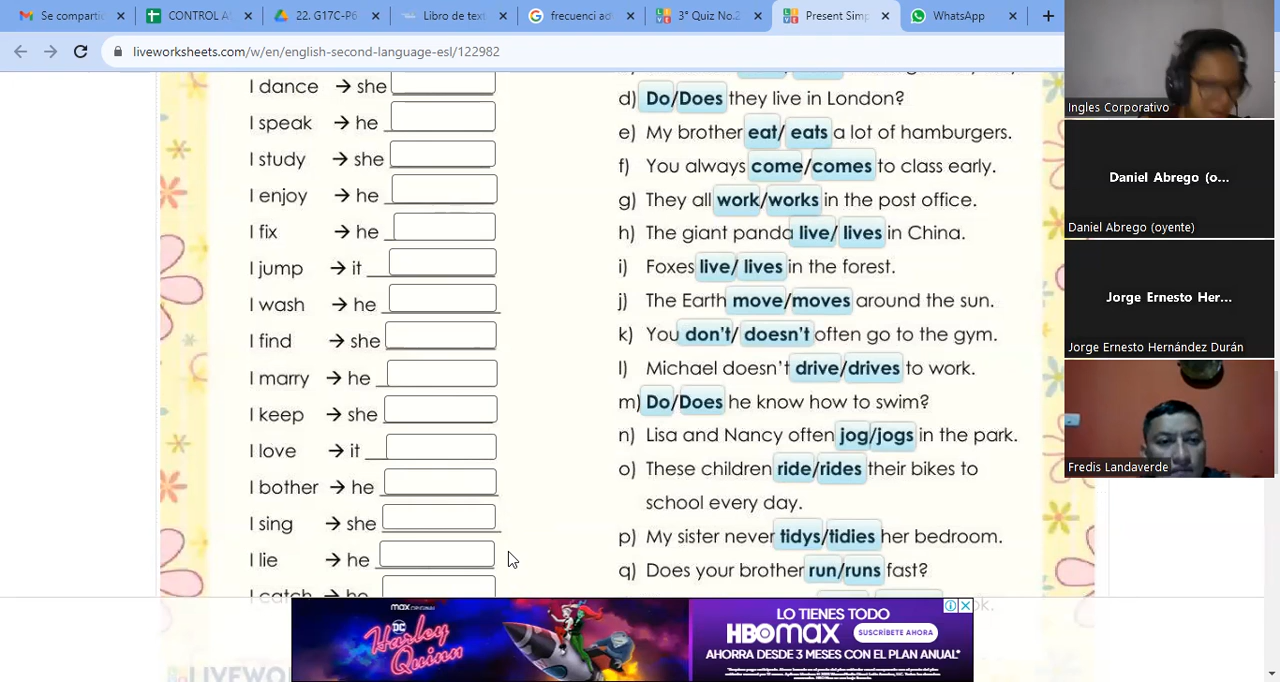 Se comparti
CONTROL A
22. G17C-P6
Libro de text
frecuenci ad
3° Quiz No.2
Present Simp
WhatsApp
liveworksheets.com/w/en/english-second-language-esl/122982
I dance → she
I speak → he
I study → she
I enjoy → he
I fix → he
I jump → it
I wash → he
I find → she
I marry → he
I keep → she
I love → it
I bother → he
I sing → she
I lie → he
I catch → he
d) Do/Does they live in London?
e) My brother eat/ eats a lot of hamburgers.
f) You always come/comes to class early.
g) They all work/works in the post office.
h) The giant panda live/ lives in China.
i) Foxes live/ lives in the forest.
j) The Earth move/moves around the sun.
k) You don't/ doesn't often go to the gym.
l) Michael doesn't drive/drives to work.
m) Do/Does he know how to swim?
n) Lisa and Nancy often jog/jogs in the park.
o) These children ride/rides their bikes to
school every day.
p) My sister never tidys/tidies her bedroom.
q) Does your brother run/runs fast?
ok.
Ingles Corporativo
Daniel Abrego (o...
Daniel Abrego (oyente)
Jorge Ernesto Her...
Jorge Ernesto Hernández Durán
Fredis Landaverde
max ORIGINAL
DC
Harley
Quinn
LO TIENES TODO
HBOMAX
SUSCRÍBETE AHORA
AHORA DESDE 3 MESES CON EL PLAN ANUAL*
LIVEWO